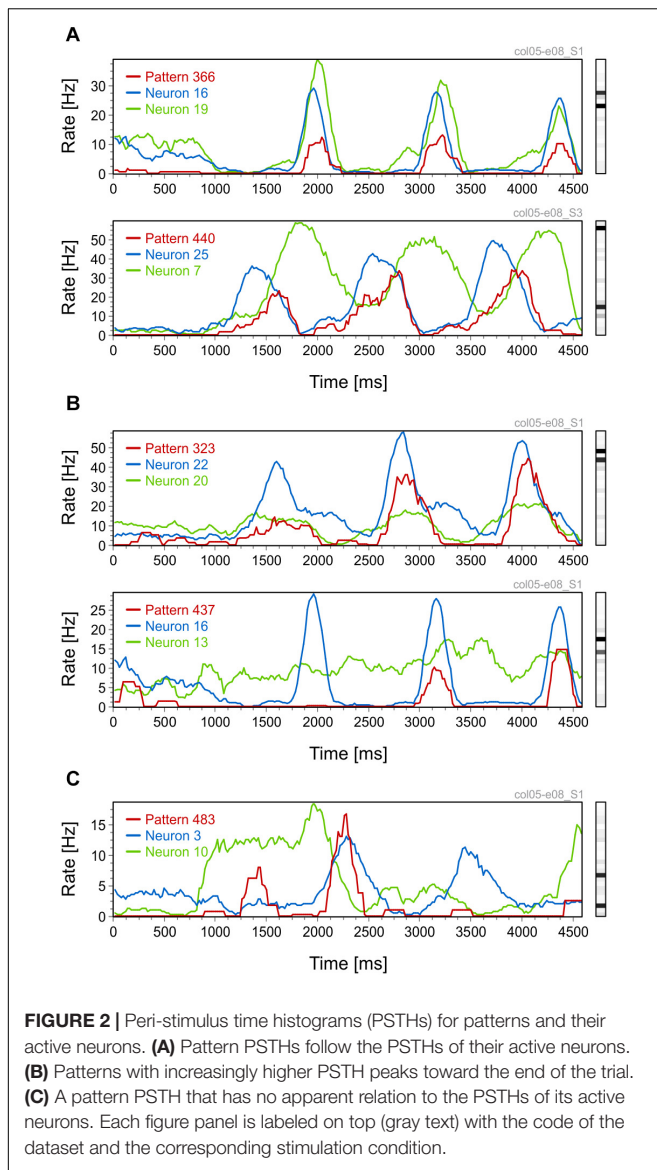 A
col05-e08_S1
Rate [Hz]
30
20
10
0
Pattern 366
Neuron 16
Neuron 19
0 500 1000 1500 2000 2500 3000 3500 4000 4500
col05-e08_S3
Rate [Hz]
50
40
30
20
10
0
Pattern 440
Neuron 25
Neuron 7
0 500 1000 1500 2000 2500 3000 3500 4000 4500
Time [ms]
B
col05-e08_S1
Rate [Hz]
50
40
30
20
10
0
Pattern 323
Neuron 22
Neuron 20
0 500 1000 1500 2000 2500 3000 3500 4000 4500
col05-e08_S1
Rate [Hz]
25
20
15
10
5
0
Pattern 437
Neuron 16
Neuron 13
0 500 1000 1500 2000 2500 3000 3500 4000 4500
Time [ms]
C
col05-e08_S1
Rate [Hz]
15
10
5
0
Pattern 483
Neuron 3
Neuron 10
0 500 1000 1500 2000 2500 3000 3500 4000 4500
Time [ms]
FIGURE 2 | Peri-stimulus time histograms (PSTHs) for patterns and their
active neurons. (A) Pattern PSTHs follow the PSTHs of their active neurons.
(B) Patterns with increasingly higher PSTH peaks toward the end of the trial.
(C) A pattern PSTH that has no apparent relation to the PSTHs of its active
neurons. Each figure panel is labeled on top (gray text) with the code of the
dataset and the corresponding stimulation condition.